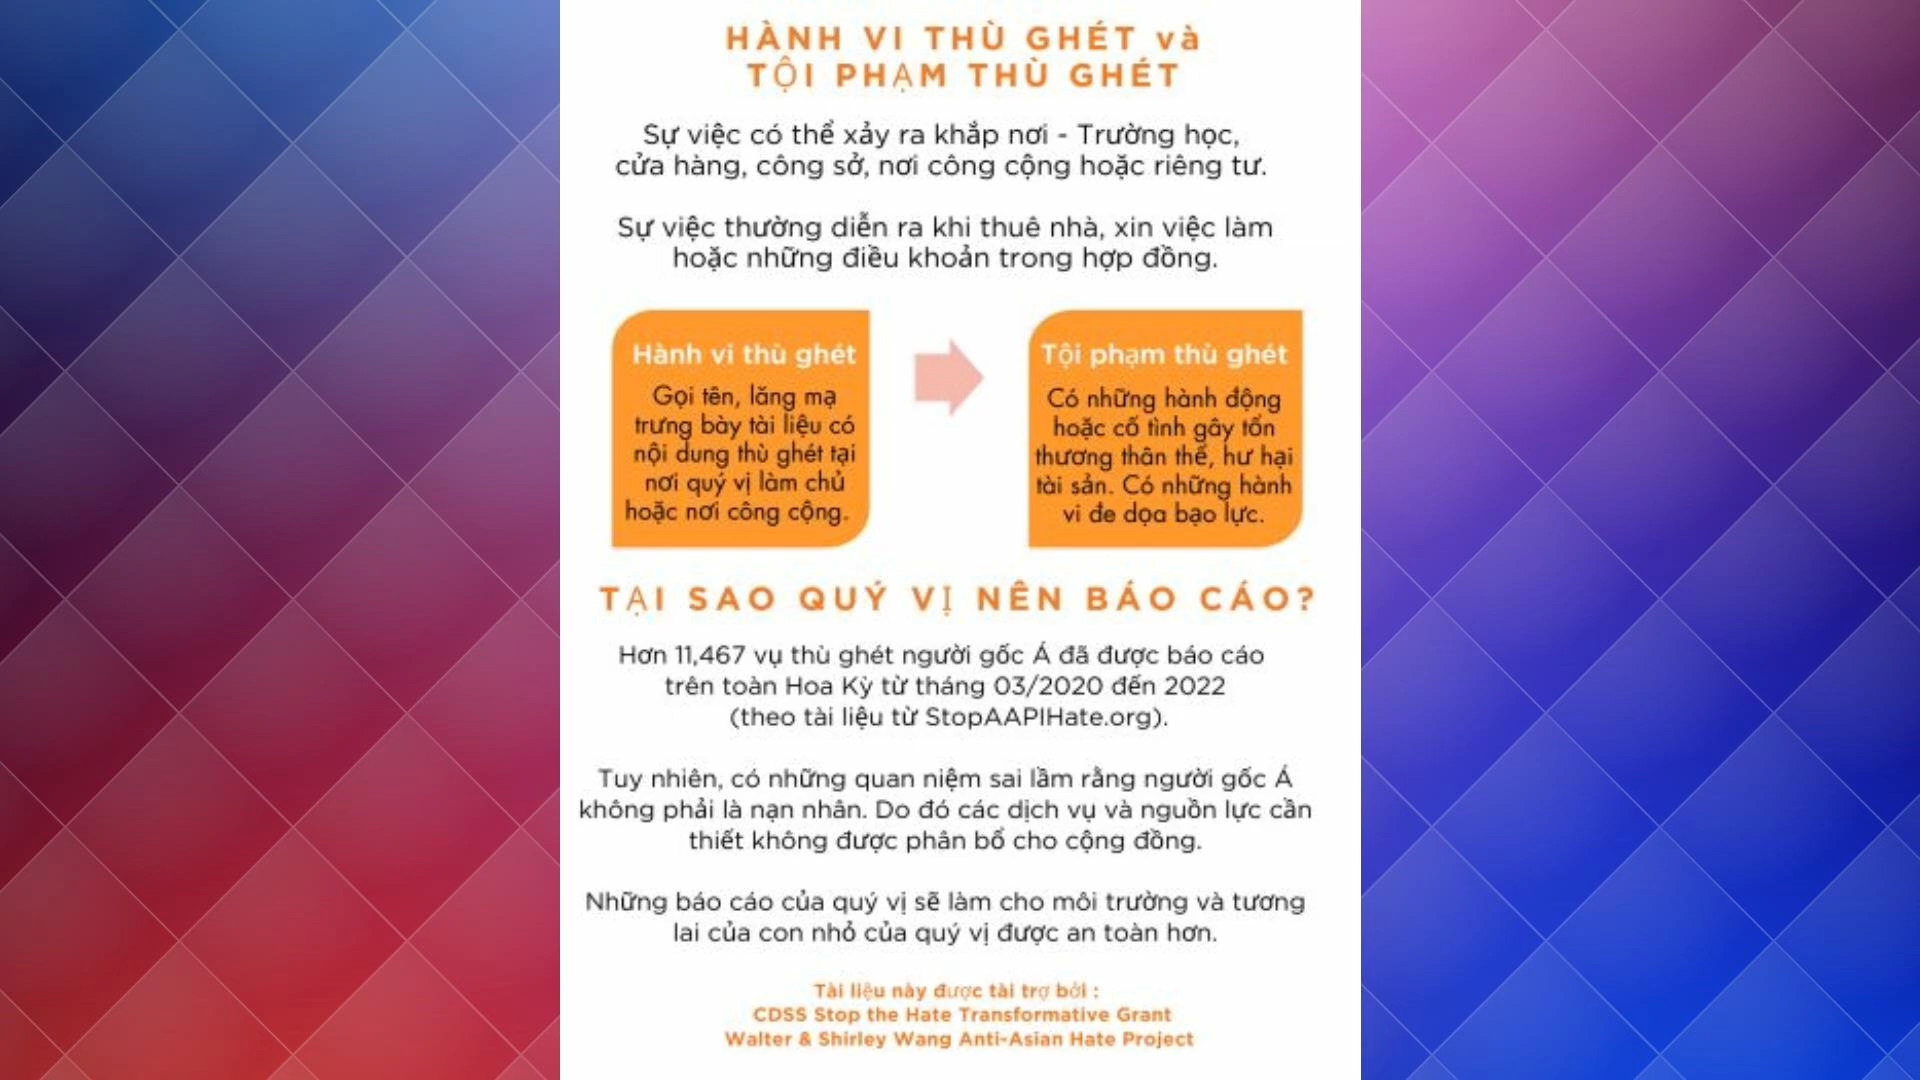 HÀNH VI THÙ GHÉT và
TỘI PHẠM THÙ GHÉT
Sự việc có thể xảy ra khắp nơi - Trường học,
cửa hàng, công sở, nơi công cộng hoặc riêng tư.
Sự việc thường diễn ra khi thuê nhà, xin việc làm
hoặc những điều khoản trong hợp đồng.
Hành vi thù ghét
Gọi tên, lăng mạ
trưng bày tài liệu có
nội dung thù ghét tại
nơi quý vị làm chủ
hoặc nơi công cộng.
Tội phạm thù ghét
Có những hành động
hoặc cố tình gây tổn
thương thân thể, hư hại
tài sản. Có những hành
vi đe dọa bạo lực.
TẠI SAO QUÝ VỊ NÊN BÁO CÁO?
Hơn 11,467 vụ thù ghét người gốc Á đã được báo cáo
trên toàn Hoa Kỳ từ tháng 03/2020 đến 2022
(theo tài liệu từ StopAAPIHate.org).
Tuy nhiên, có những quan niệm sai lầm rằng người gốc Á
không phải là nạn nhân. Do đó các dịch vụ và nguồn lực cần
thiết không được phân bổ cho cộng đồng.
Những báo cáo của quý vị sẽ làm cho môi trường và tương
lai của con nhỏ của quý vị được an toàn hơn.
Tài liệu này được tài trợ bởi :
CDSS Stop the Hate Transformative Grant
Walter & Shirley Wang Anti-Asian Hate Project